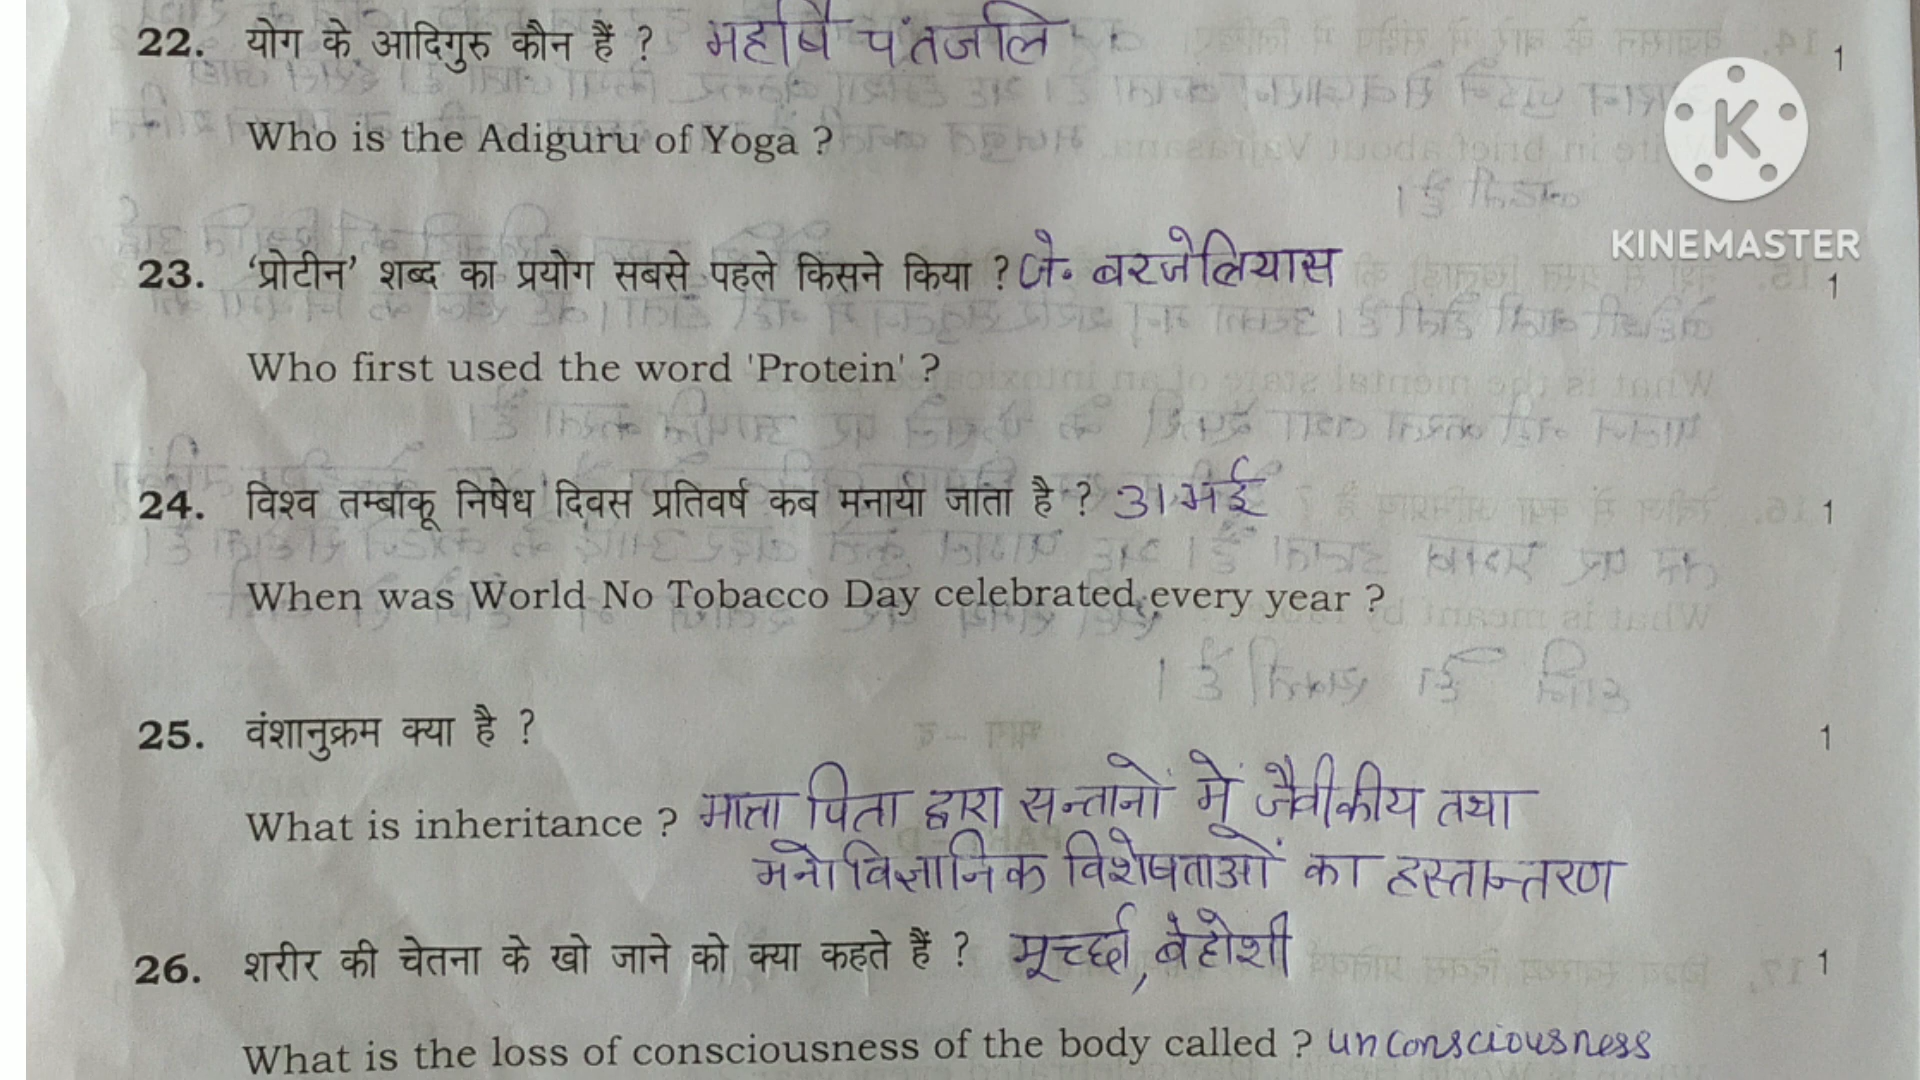 22. योग के आदिगुरु कौन हैं ? महर्षि पंतजलि 1
Who is the Adiguru of Yoga ?
KINEMASTER
23. 'प्रोटीन' शब्द का प्रयोग सबसे पहले किसने किया ? जे. बरजेलियास 1
Who first used the word 'Protein' ?
24. विश्व तम्बाकू निषेध दिवस प्रतिवर्ष कब मनाया जाता है ? 31 मई 1
When was World No Tobacco Day celebrated every year ?
25. वंशानुक्रम क्या है ? 1
What is inheritance ? माता पिता द्वारा सन्तानों में जैवीकीय तथा
मनोविज्ञानिक विशेषताओं का हस्तान्तरण
26. शरीर की चेतना के खो जाने को क्या कहते हैं ? मूर्च्छा, बेहोशी 1
What is the loss of consciousness of the body called ? unconsciousness